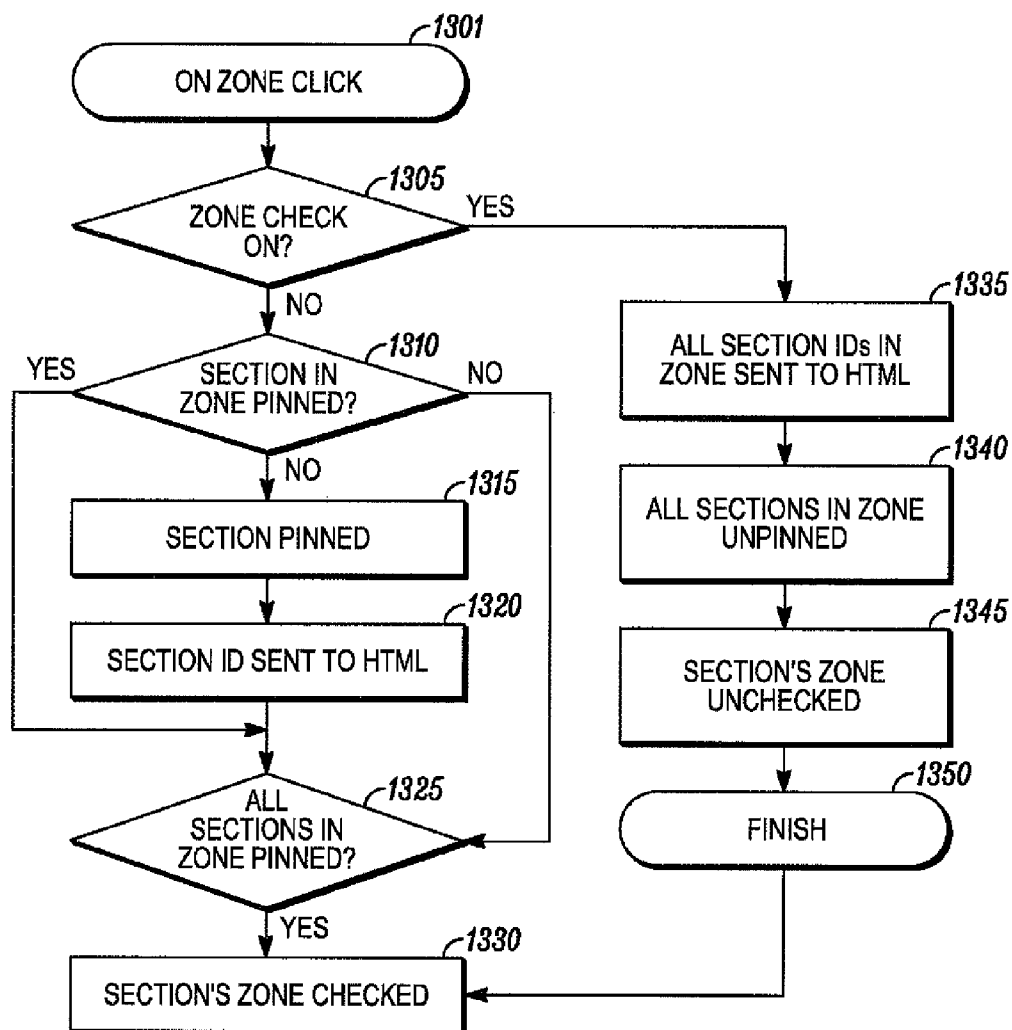 1301
ON ZONE CLICK
1305
ZONE CHECK
ON?
YES
NO
1310
SECTION IN
ZONE PINNED?
YES
NO
NO
1315
SECTION PINNED
1320
SECTION ID SENT TO HTML
1325
ALL
SECTIONS IN
ZONE PINNED?
YES
1330
SECTION'S ZONE CHECKED
1335
ALL SECTION IDs IN
ZONE SENT TO HTML
1340
ALL SECTIONS IN ZONE
UNPINNED
1345
SECTION'S ZONE
UNCHECKED
1350
FINISH